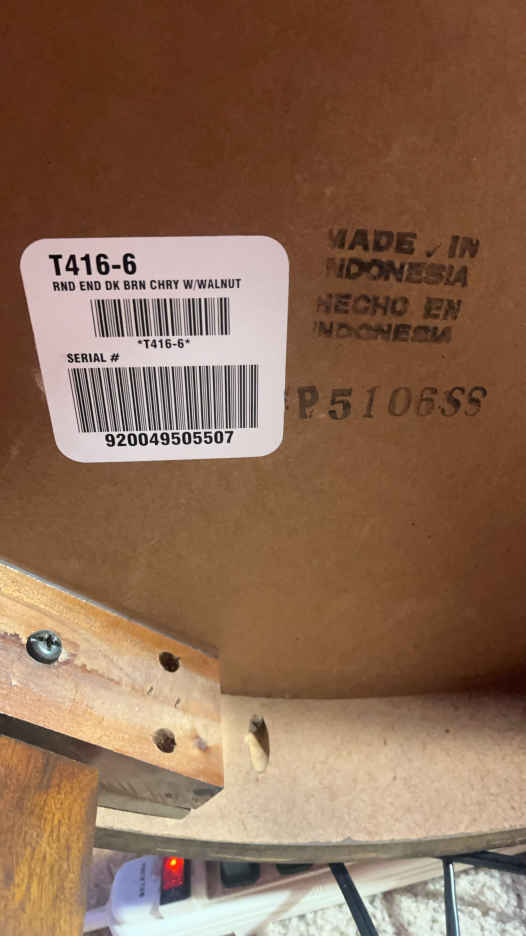 T416-6
RND END DK BRN CHRY W/WALNUT
*T416-6*
SERIAL #
920049505507
MADE IN
INDONESIA
HECHO EN
INDONESIA
P5106SS
BELKIN